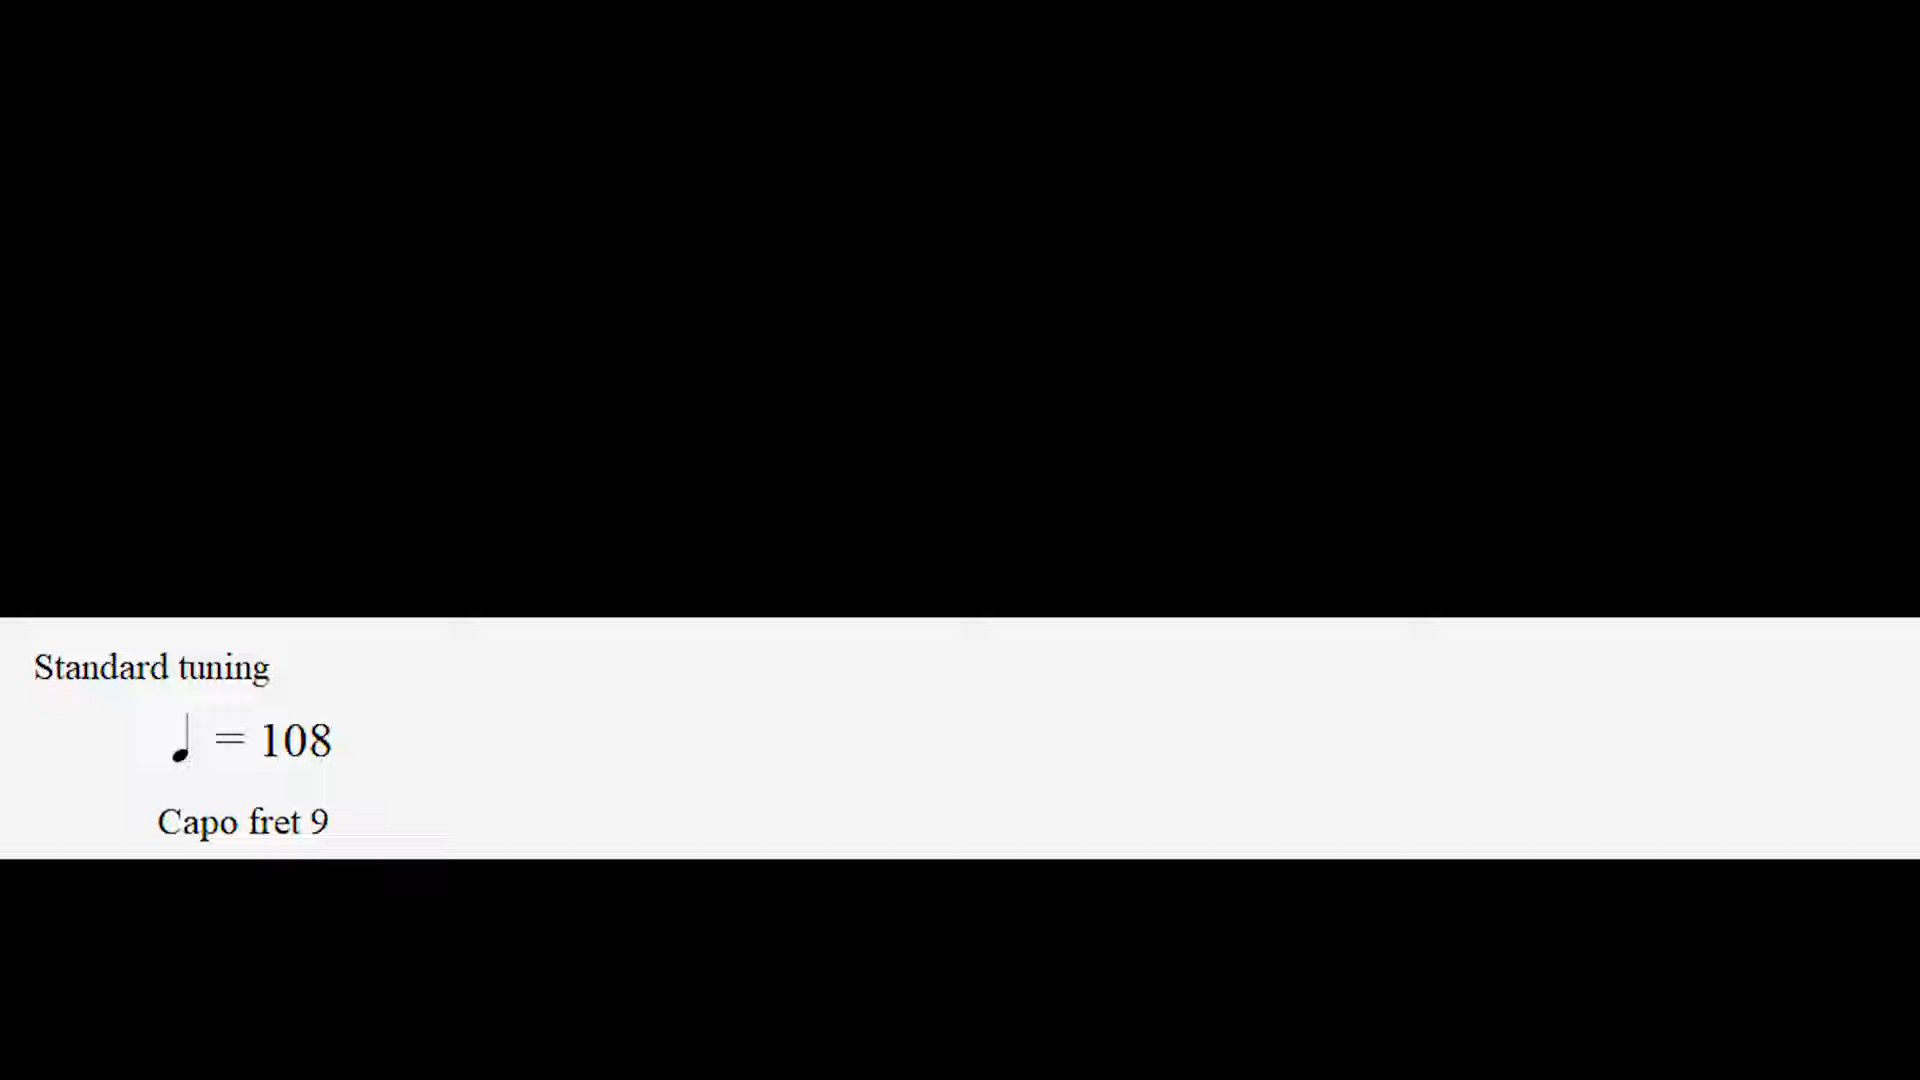 Standard tuning
♩ = 108
Capo fret 9